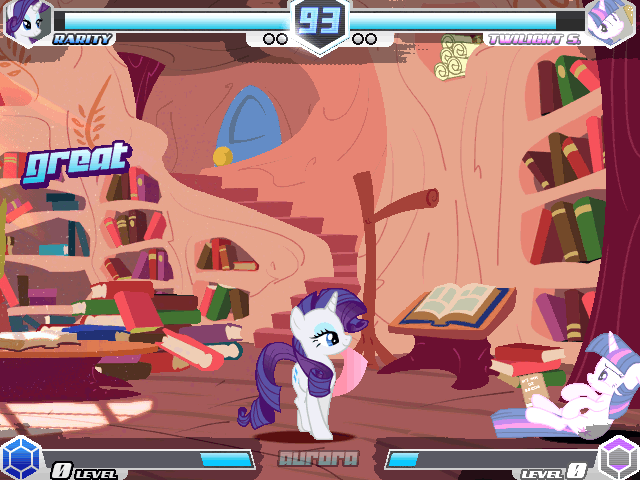 93
RARITY
TWILIGHT S.
great
0 LEVEL
aurora
LEVEL 0